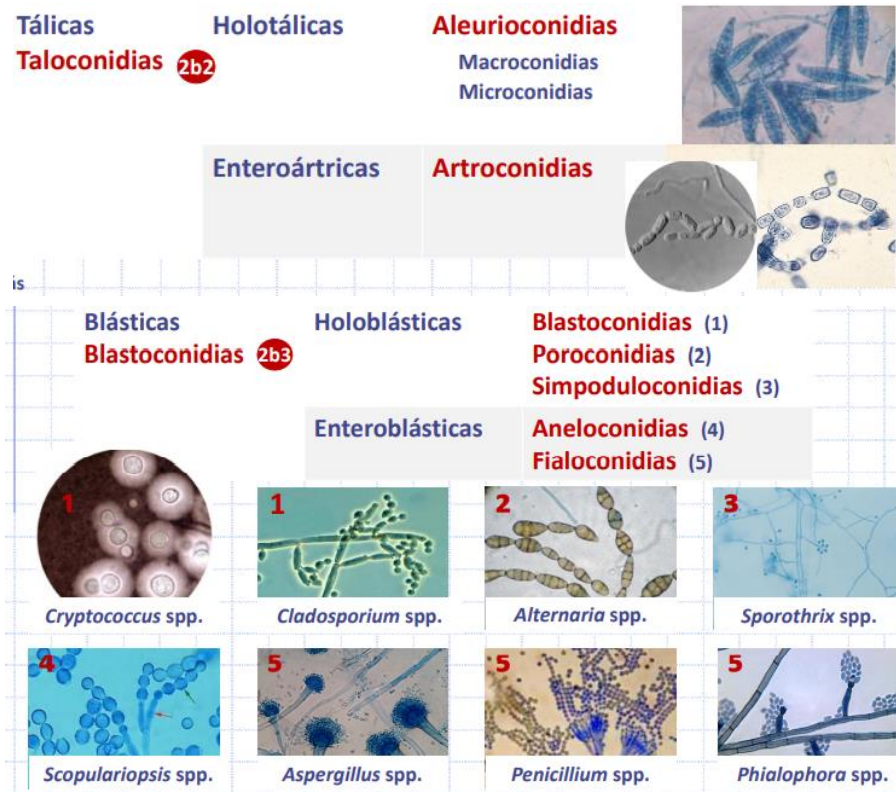 Tálicas Holotálicas Aleurioconidias
Taloconidias 2b2 Macroconidias
Microconidias
Enteroártricas Artroconidias
is
Blásticas Holoblásticas Blastoconidias (1)
Blastoconidias 2b3 Poroconidias (2)
Simpoduloconidias (3)
Enteroblásticas Aneloconidias (4)
Fialoconidias (5)
1 1 2 3
Cryptococcus spp. Cladosporium spp. Alternaria spp. Sporothrix spp.
4 5 5 5
Scopulariopsis spp. Aspergillus spp. Penicillium spp. Phialophora spp.